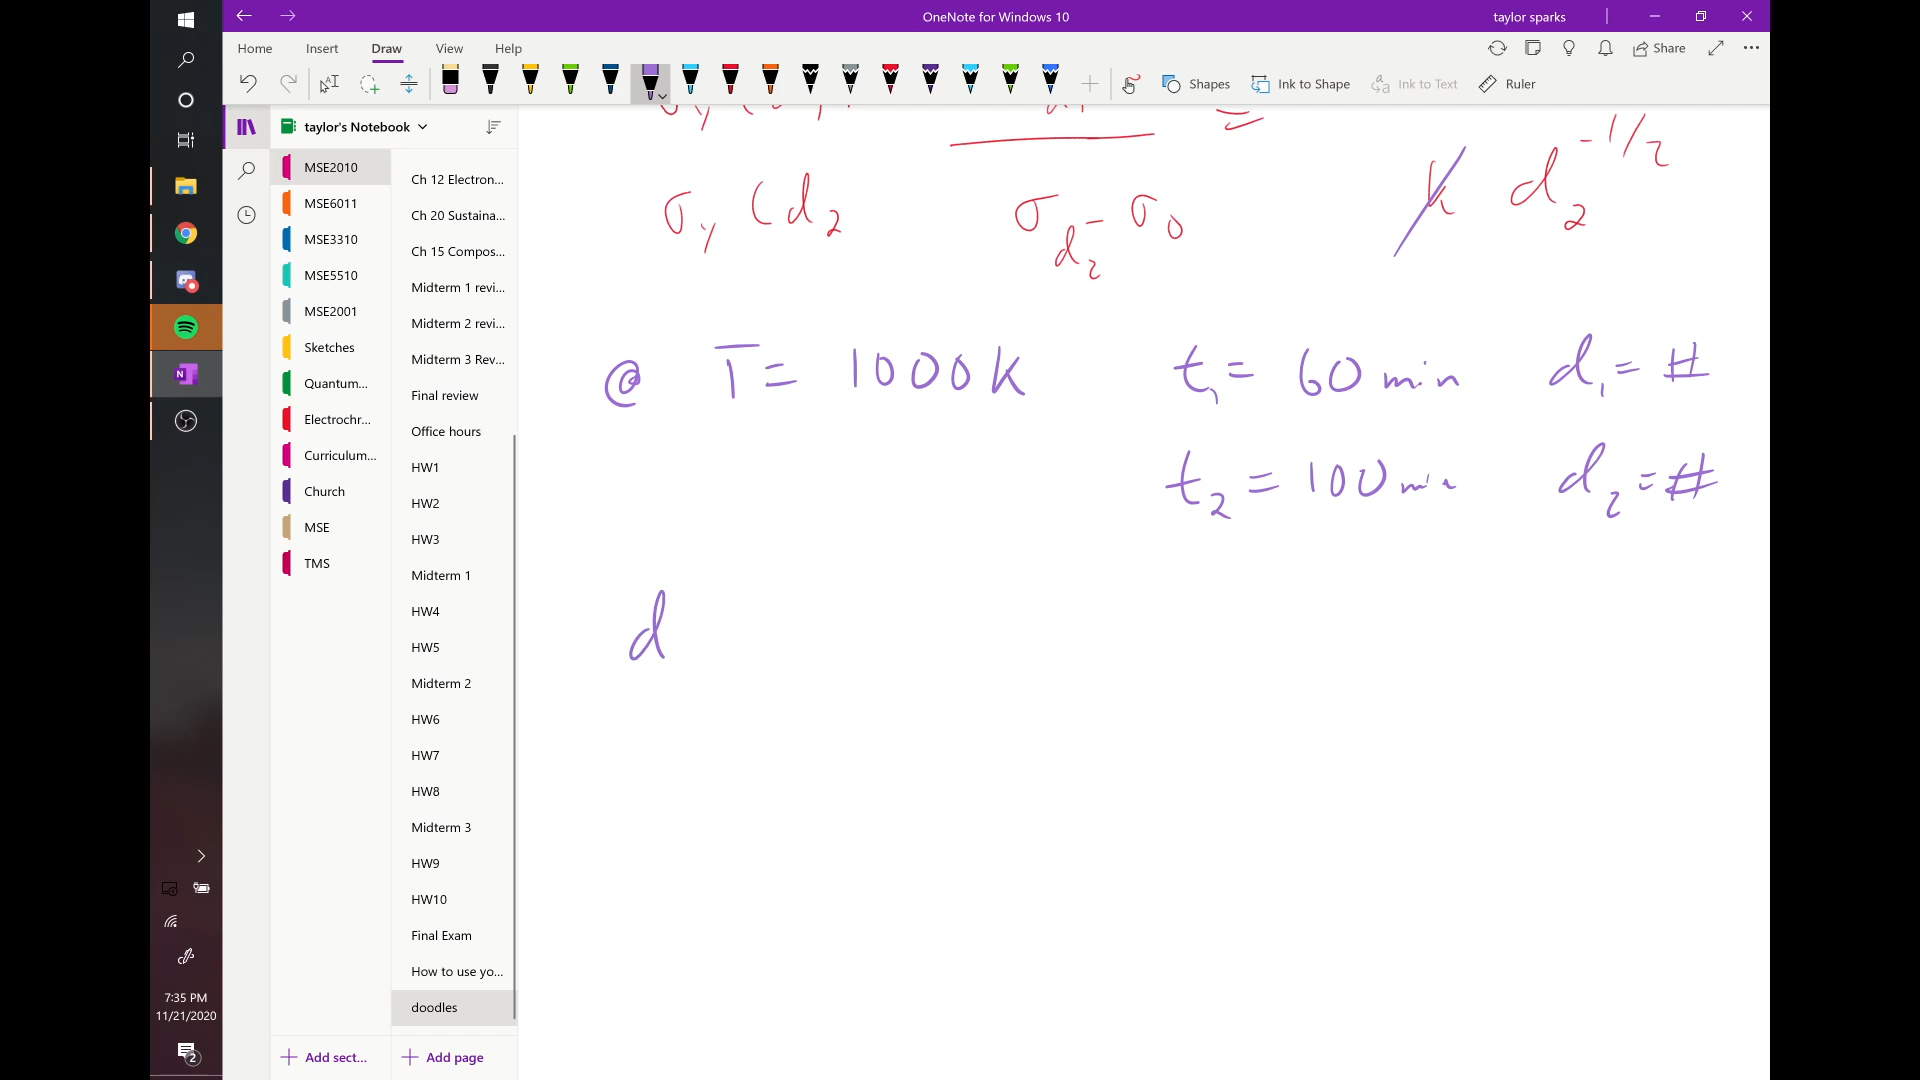 OneNote for Windows 10
taylor sparks
Home Insert Draw View Help
Share
Shapes Ink to Shape Ink to Text Ruler
taylor's Notebook
MSE2010
MSE6011
MSE3310
MSE5510
MSE2001
Sketches
Quantum...
Electrochr...
Curriculum...
Church
MSE
TMS
Add sect...
Ch 12 Electron...
Ch 20 Sustaina...
Ch 15 Compos...
Midterm 1 revi...
Midterm 2 revi...
Midterm 3 Rev...
Final review
Office hours
HW1
HW2
HW3
Midterm 1
HW4
HW5
Midterm 2
HW6
HW7
HW8
Midterm 3
HW9
HW10
Final Exam
How to use yo...
doodles
Add page
σy (d2 σd2 - σ0 k d2^-1/2
@ T = 1000K t1 = 60 min d1 = #
t2 = 100 min d2 = #
d
7:35 PM
11/21/2020
2